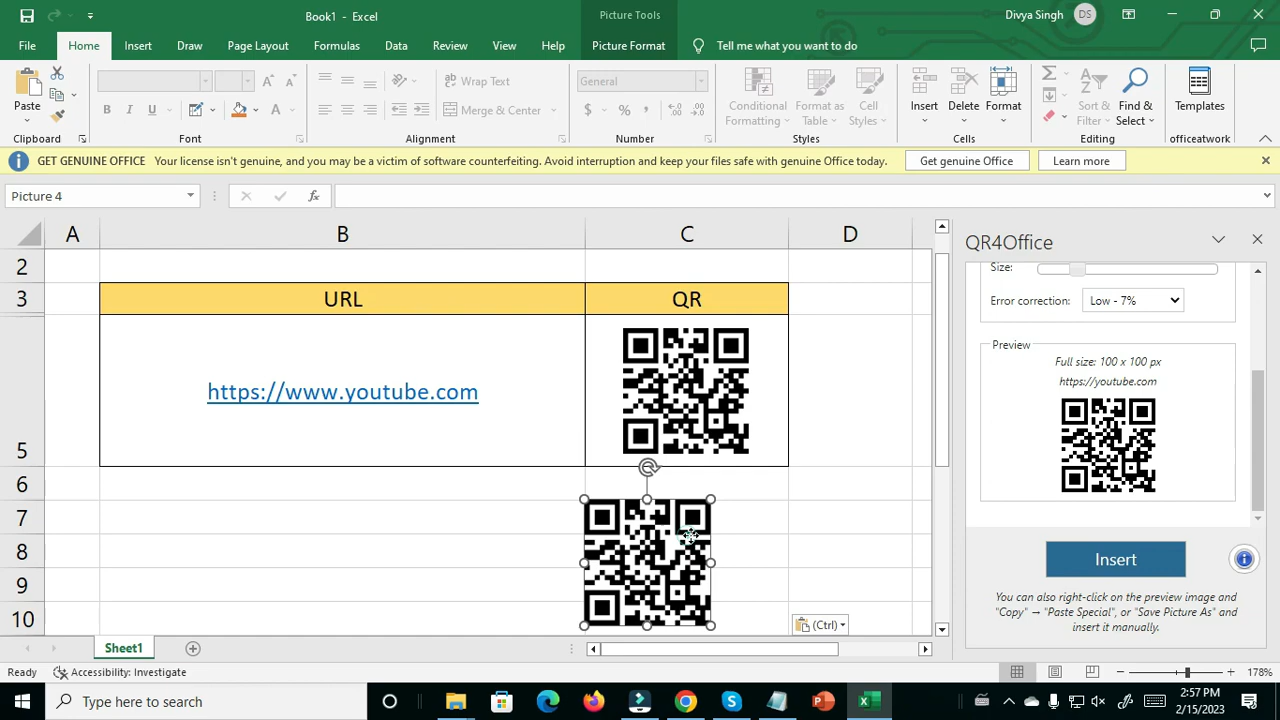 Book1 - Excel
Picture Tools
Divya Singh
DS
File
Home
Insert
Draw
Page Layout
Formulas
Data
Review
View
Help
Picture Format
Tell me what you want to do
Paste
B
I
U
A
A
A
ab
Wrap Text
Merge & Center
General
$
%
,
Conditional
Formatting
Format as
Table
Cell
Styles
Insert
Delete
Format
Sort &
Filter
Find &
Select
Templates
Clipboard
Font
Alignment
Number
Styles
Cells
Editing
officeatwork
GET GENUINE OFFICE Your license isn't genuine, and you may be a victim of software counterfeiting. Avoid interruption and keep your files safe with genuine Office today.
Get genuine Office
Learn more
Picture 4
fx
A
B
C
D
2
3
5
6
7
8
9
10
URL
QR
https://www.youtube.com
(Ctrl)
QR4Office
Size:
Error correction:
Low - 7%
Preview
Full size: 100 x 100 px
https://youtube.com
Insert
You can also right-click on the preview image and
"Copy" → "Paste Special", or "Save Picture As" and
insert it manually.
Sheet1
Ready
Accessibility: Investigate
178%
Type here to search
2:57 PM
2/15/2023